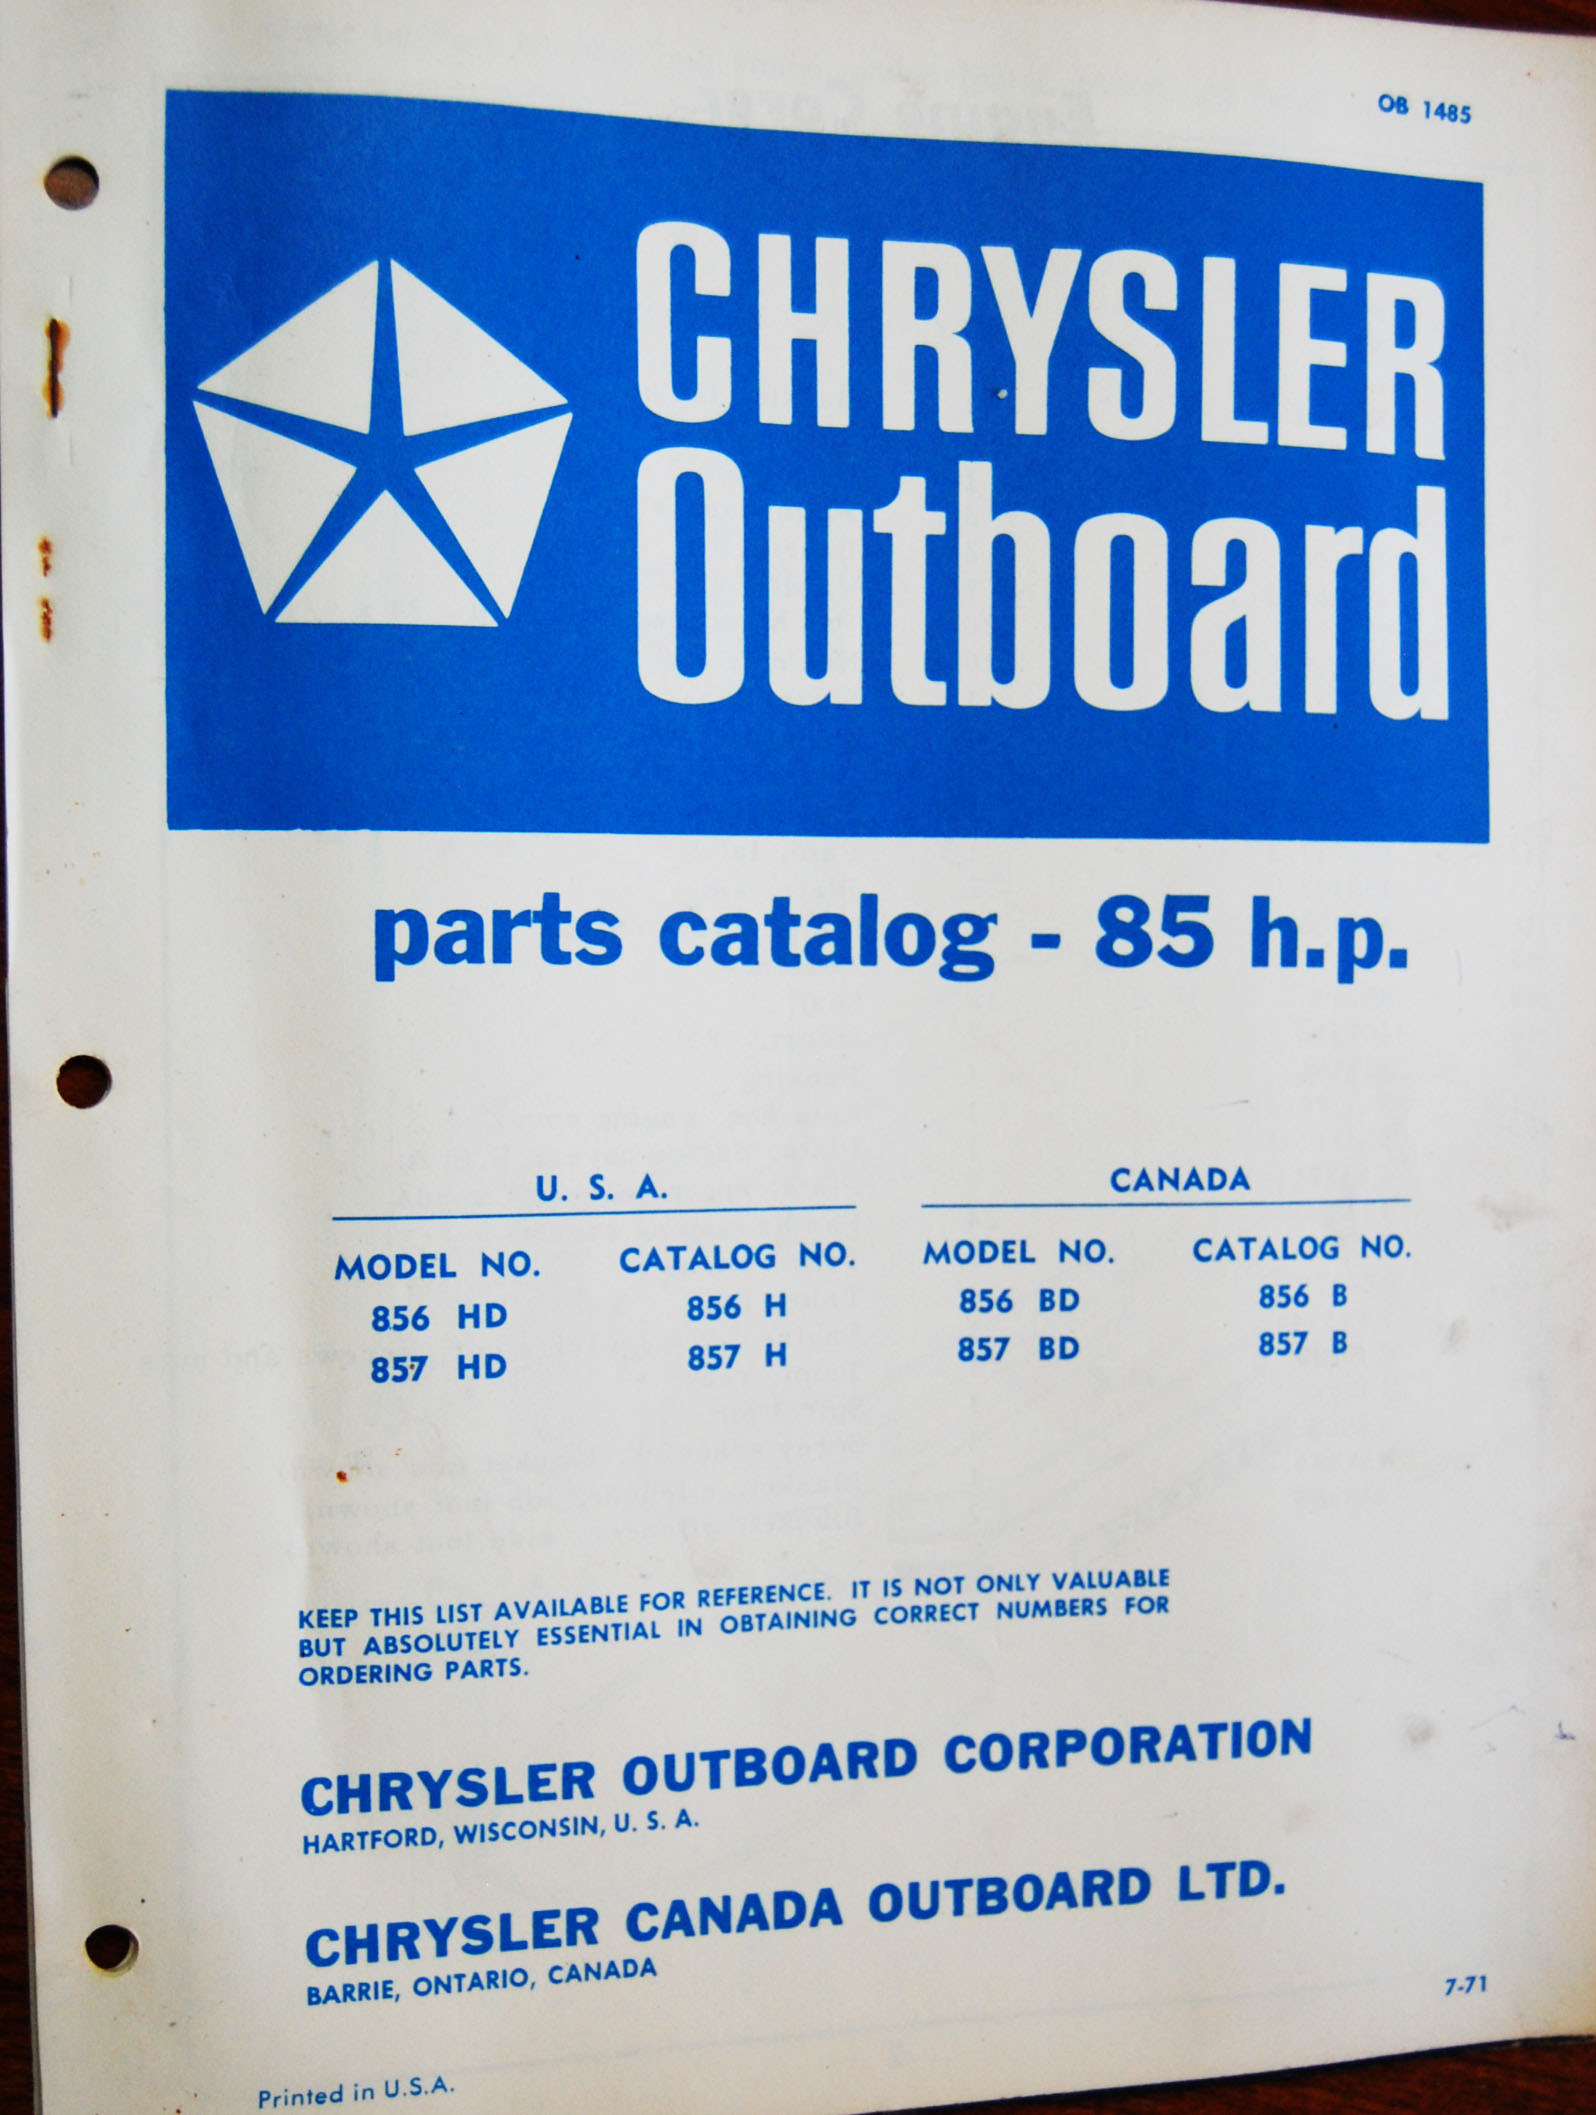 OB 1485
CHRYSLER
Outboard
parts catalog - 85 h.p.
U. S. A. CANADA
MODEL NO. CATALOG NO. MODEL NO. CATALOG NO.
856 HD 856 H 856 BD 856 B
857 HD 857 H 857 BD 857 B
KEEP THIS LIST AVAILABLE FOR REFERENCE. IT IS NOT ONLY VALUABLE
BUT ABSOLUTELY ESSENTIAL IN OBTAINING CORRECT NUMBERS FOR
ORDERING PARTS.
CHRYSLER OUTBOARD CORPORATION
HARTFORD, WISCONSIN, U. S. A.
CHRYSLER CANADA OUTBOARD LTD.
BARRIE, ONTARIO, CANADA
7-71
Printed in U.S.A.